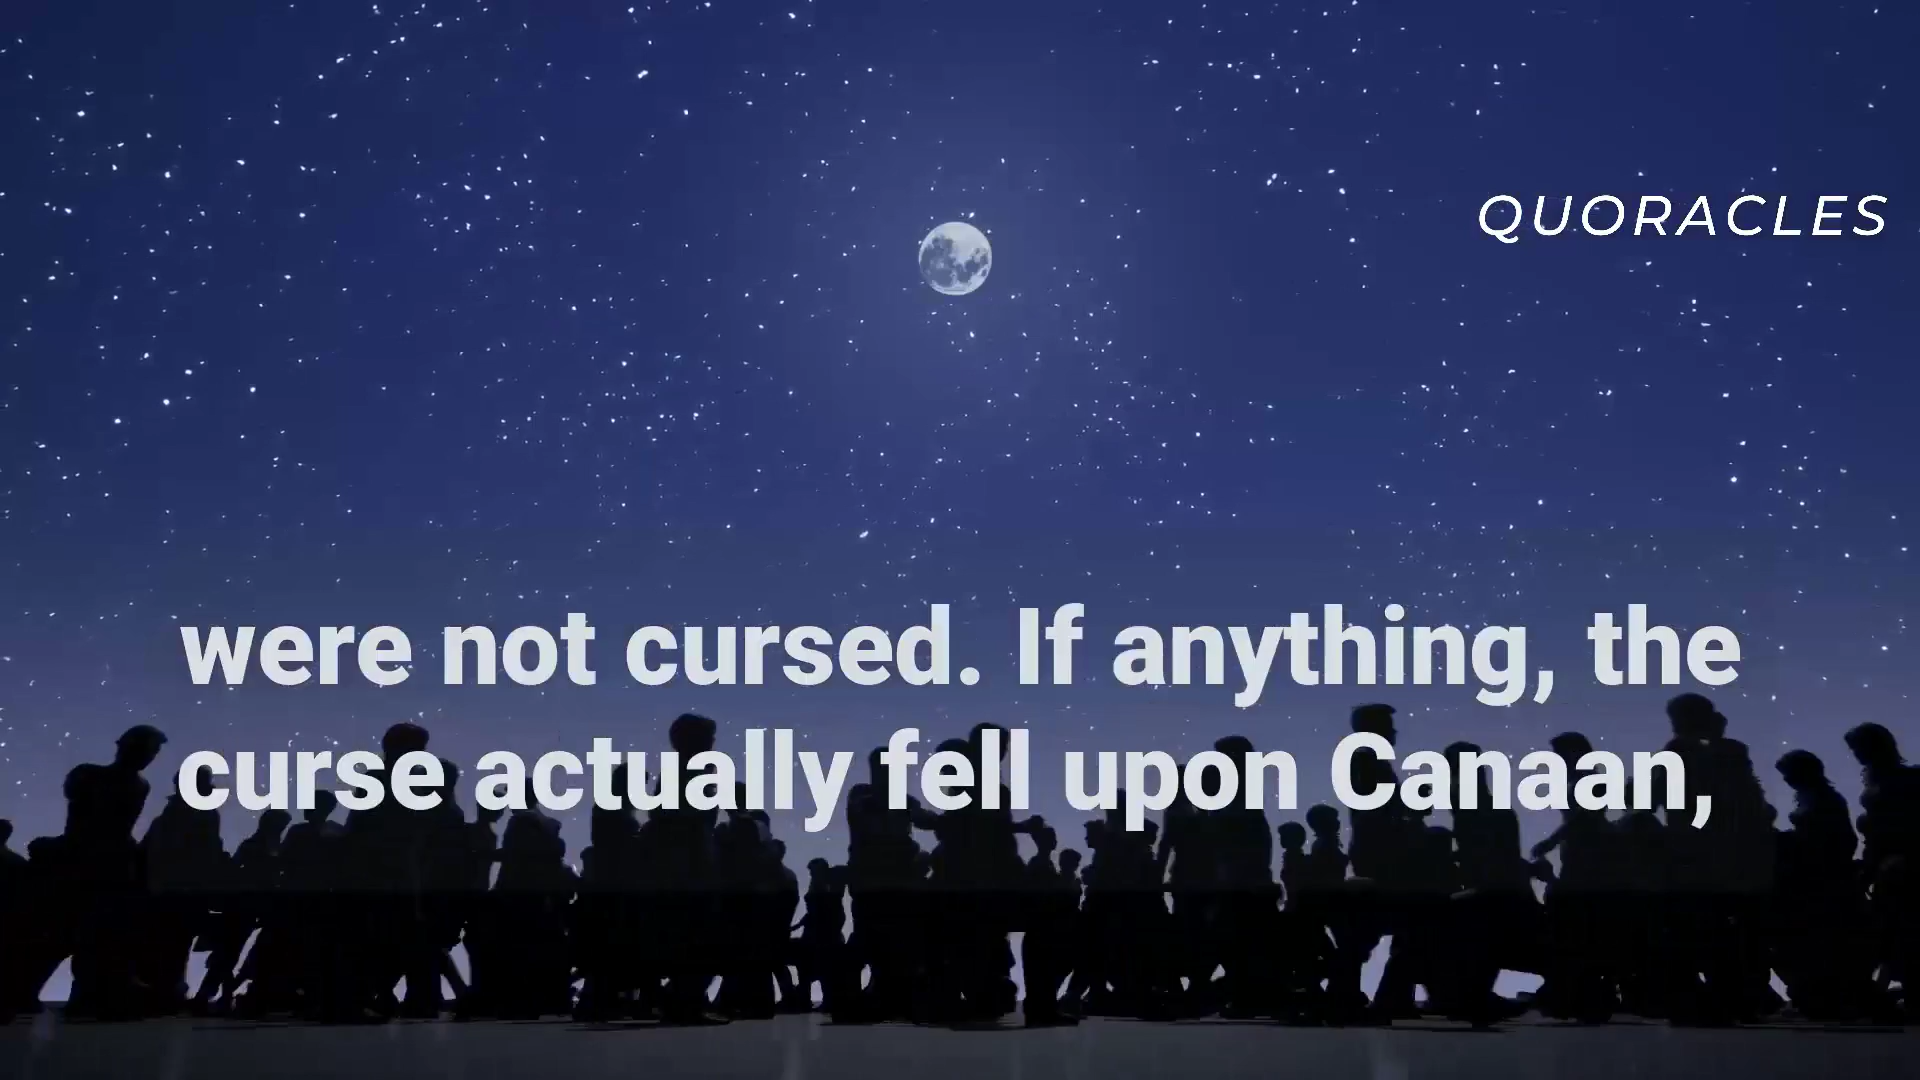 QUORACLES
were not cursed. If anything, the
curse actually fell upon Canaan,